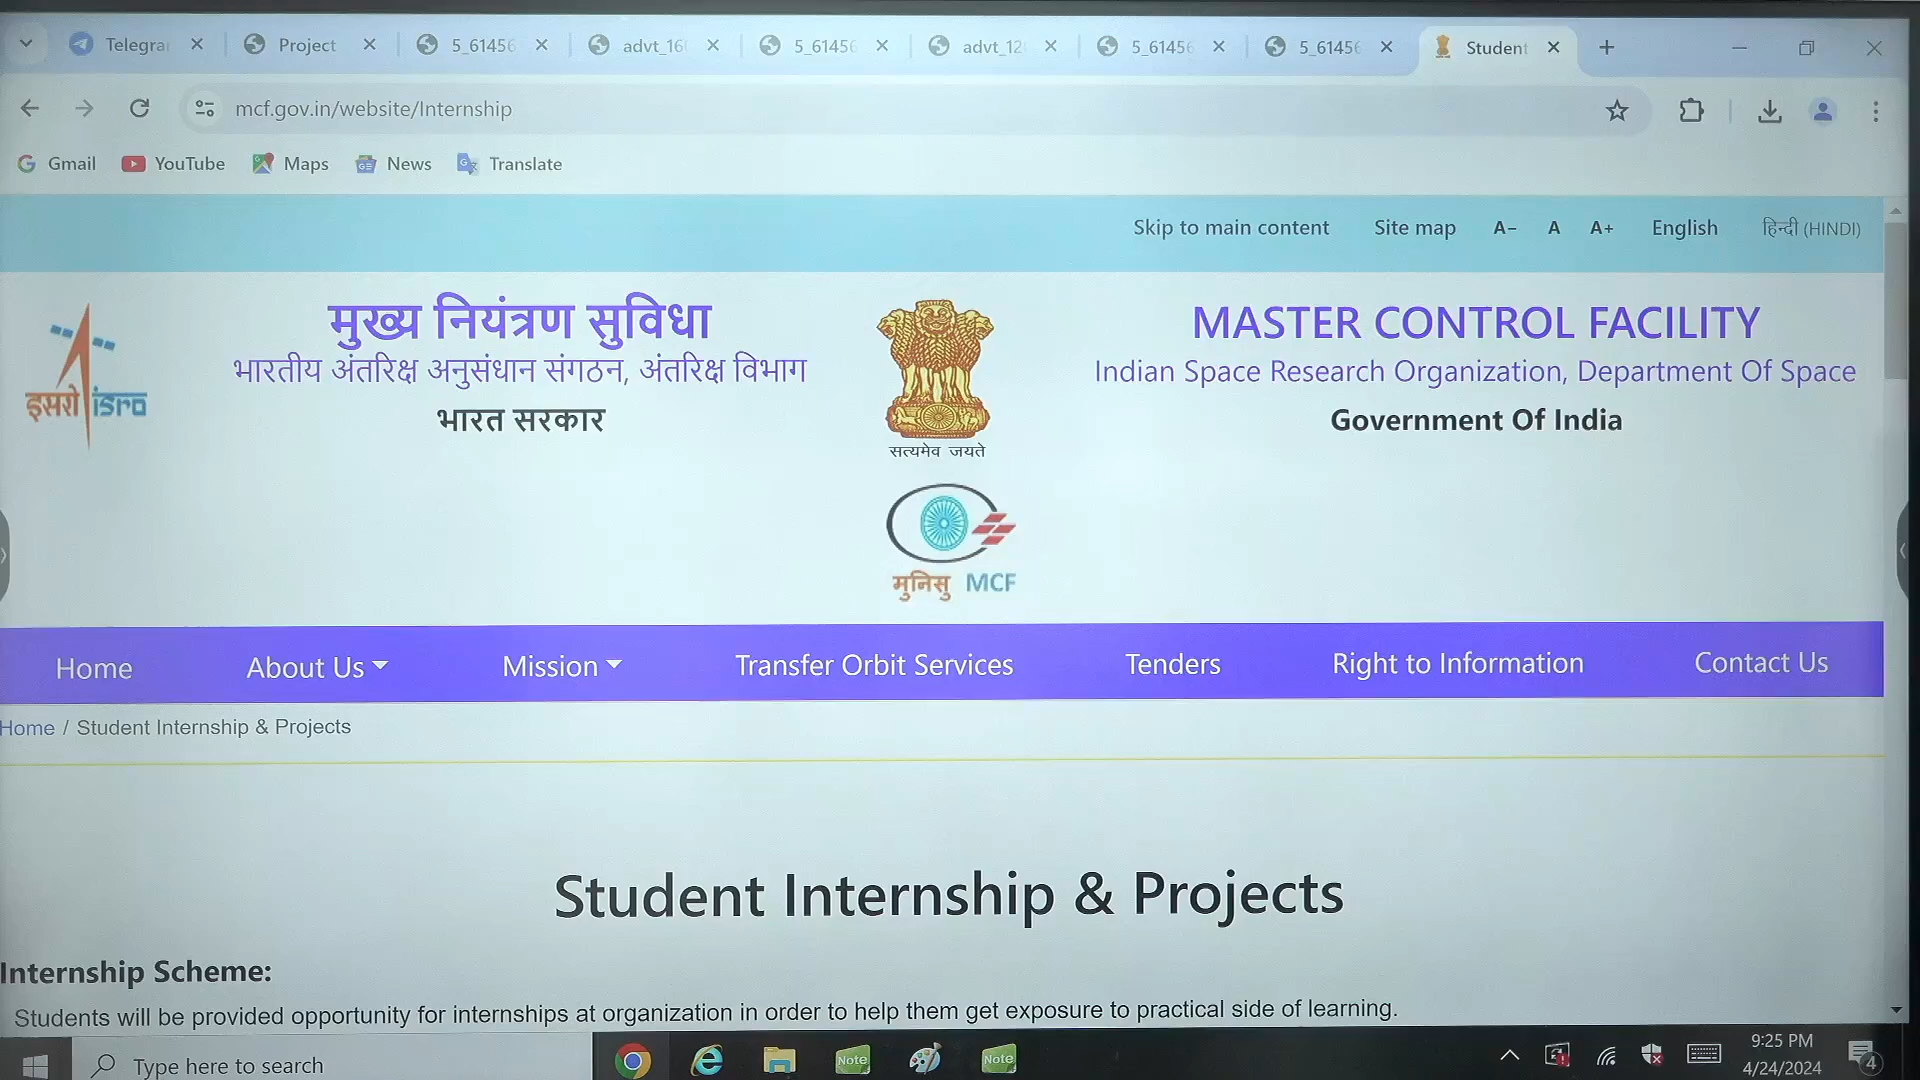 Telegra
Project
5_6145
advt_16
5_6145
advt_12
5_6145
5_6145
Student
mcf.gov.in/website/Internship
Gmail
YouTube
Maps
News
Translate
Skip to main content
Site map
A-
A
A+
English
हिन्दी (HINDI)
इसरो isro
मुख्य नियंत्रण सुविधा
भारतीय अंतरिक्ष अनुसंधान संगठन, अंतरिक्ष विभाग
भारत सरकार
सत्यमेव जयते
मुनिसु MCF
MASTER CONTROL FACILITY
Indian Space Research Organization, Department Of Space
Government Of India
Home
About Us
Mission
Transfer Orbit Services
Tenders
Right to Information
Contact Us
Home / Student Internship & Projects
Student Internship & Projects
Internship Scheme:
Students will be provided opportunity for internships at organization in order to help them get exposure to practical side of learning.
Type here to search
Note
Note
9:25 PM
4/24/2024
4